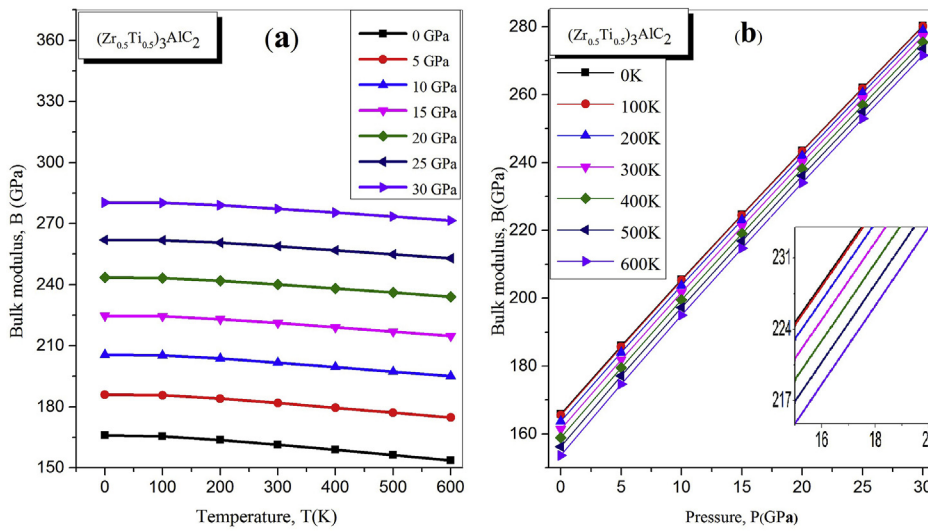 (Zr0.5Ti0.5)3AlC2
(a)
0 GPa
5 GPa
10 GPa
15 GPa
20 GPa
25 GPa
30 GPa
375
360
330
300
270
240
210
180
150
Bulk modulus, B (GPa)
0 100 200 300 400 500 600
Temperature, T(K)
(Zr0.5Ti0.5)3AlC2
(b)
0K
100K
200K
300K
400K
500K
600K
280
260
240
220
200
180
160
Bulk modulus, B(GPa)
231
224
217
16 18 20
0 5 10 15 20 25 30
Pressure, P(GPa)